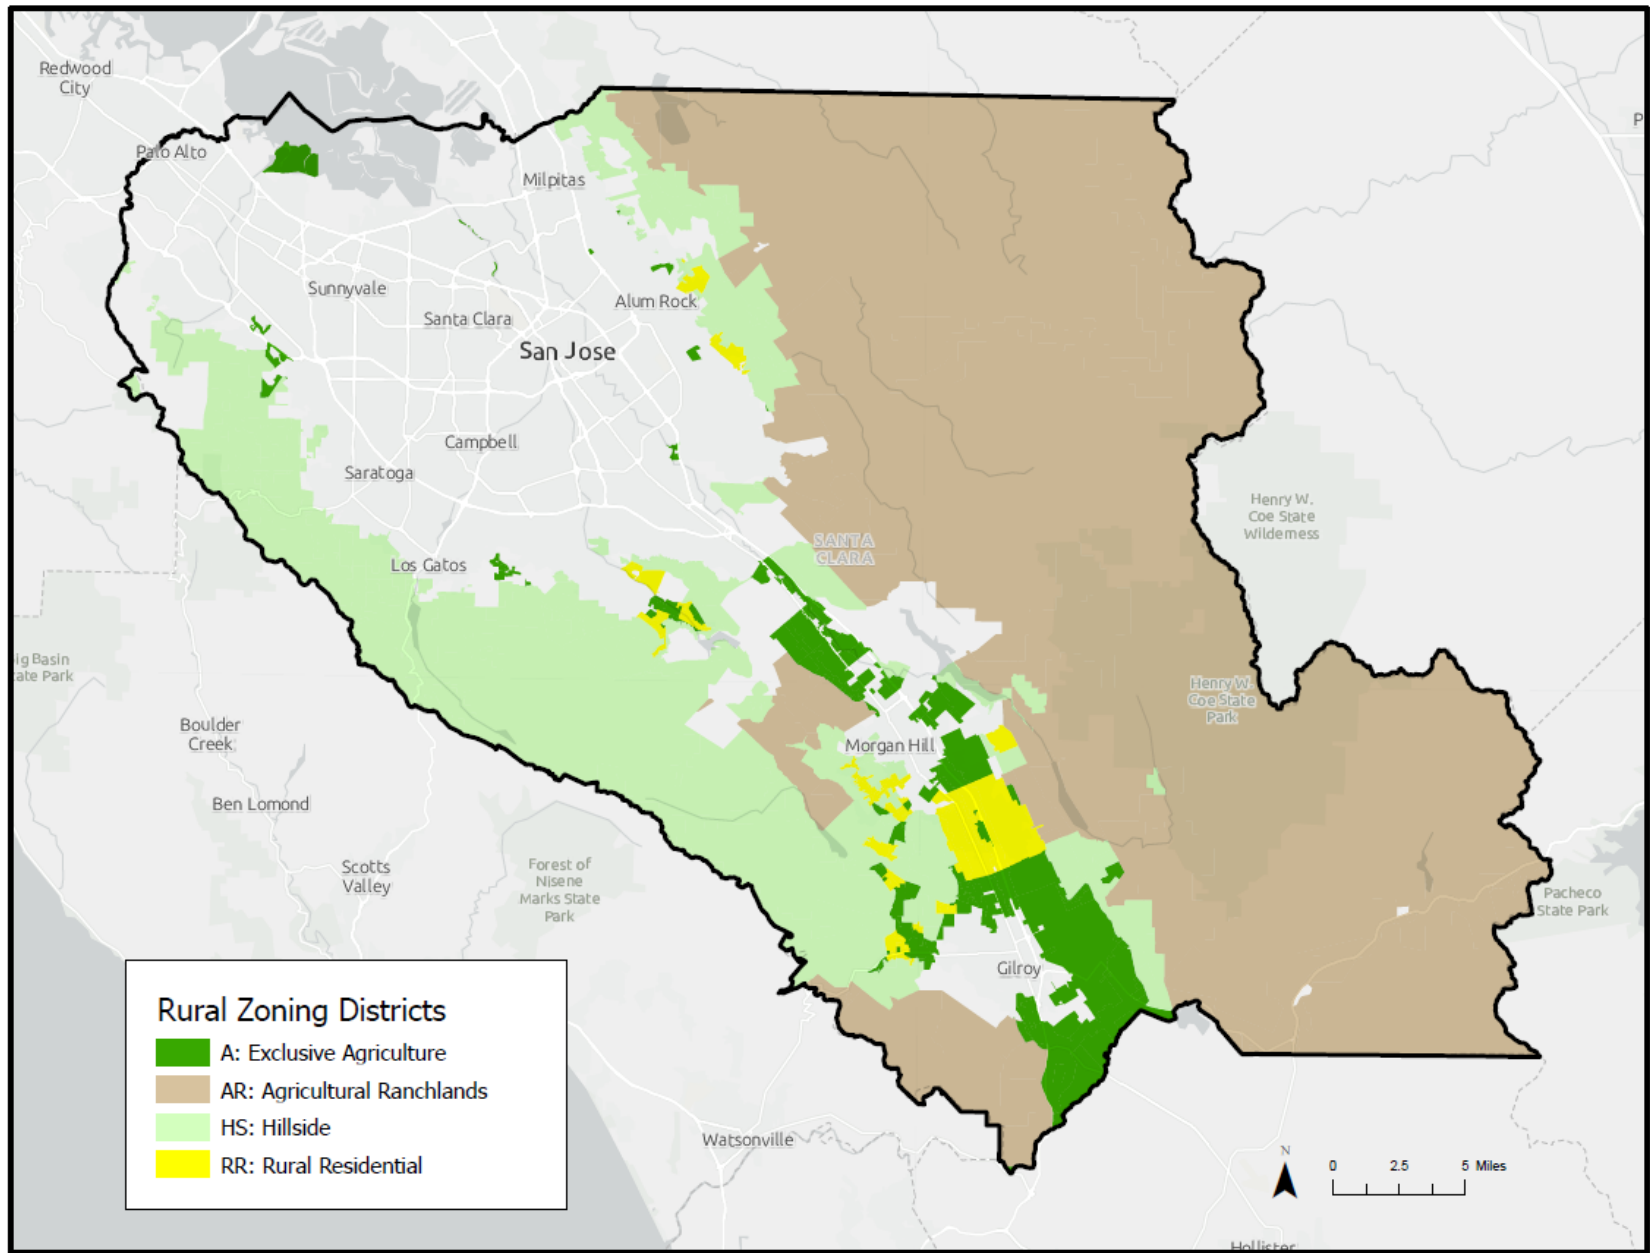 Redwood
City
P
Palo Alto
Milpitas
Sunnyvale
Alum Rock
Santa Clara
San Jose
Campbell
Saratoga
Henry W.
Coe State
Wilderness
SANTA
CLARA
Los Gatos
ig Basin
ate Park
Henry W.
Coe State
Park
Boulder
Creek
Morgan Hill
Ben Lomond
Scotts
Valley
Forest of
Nisene
Marks State
Park
Pacheco
State Park
Gilroy
Rural Zoning Districts
A: Exclusive Agriculture
AR: Agricultural Ranchlands
HS: Hillside
RR: Rural Residential
Watsonville
N
0 2.5 5 Miles
Hollister